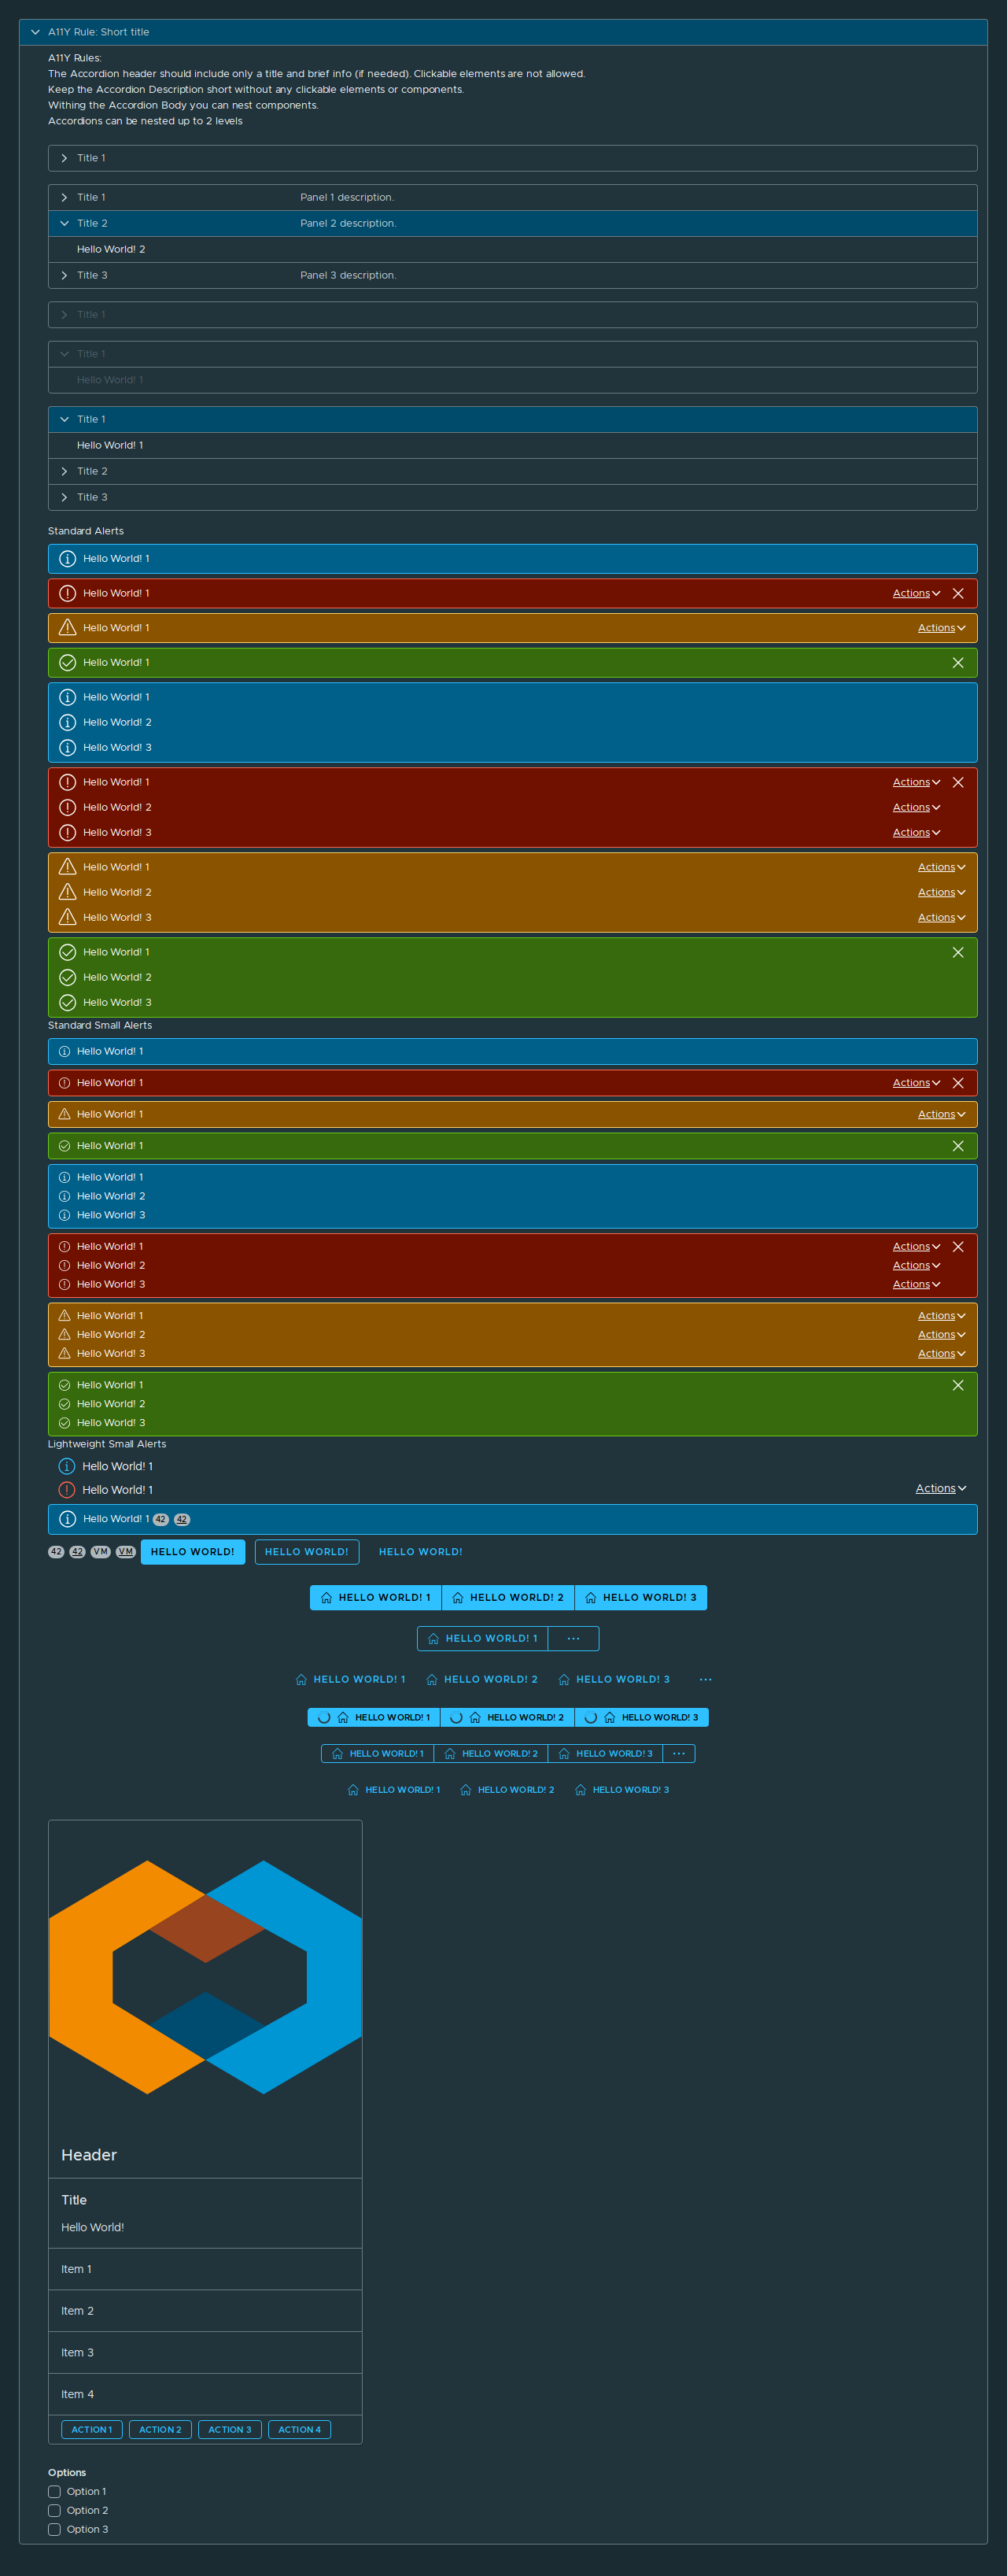 A11Y Rule: Short title
A11Y Rules:
The Accordion header should include only a title and brief info (if needed). Clickable elements are not allowed.
Keep the Accordion Description short without any clickable elements or components.
Withing the Accordion Body you can nest components.
Accordions can be nested up to 2 levels
Title 1
Title 1 Panel 1 description.
Title 2 Panel 2 description.
Hello World! 2
Title 3 Panel 3 description.
Title 1
Title 1
Hello World! 1
Title 1
Hello World! 1
Title 2
Title 3
Standard Alerts
Hello World! 1
Hello World! 1 Actions
Hello World! 1 Actions
Hello World! 1
Hello World! 1
Hello World! 2
Hello World! 3
Hello World! 1 Actions
Hello World! 2 Actions
Hello World! 3 Actions
Hello World! 1 Actions
Hello World! 2 Actions
Hello World! 3 Actions
Hello World! 1
Hello World! 2
Hello World! 3
Standard Small Alerts
Hello World! 1
Hello World! 1 Actions
Hello World! 1 Actions
Hello World! 1
Hello World! 1
Hello World! 2
Hello World! 3
Hello World! 1 Actions
Hello World! 2 Actions
Hello World! 3 Actions
Hello World! 1 Actions
Hello World! 2 Actions
Hello World! 3 Actions
Hello World! 1
Hello World! 2
Hello World! 3
Lightweight Small Alerts
Hello World! 1
Hello World! 1 Actions
Hello World! 1 42 42
42 42 VM VM HELLO WORLD! HELLO WORLD! HELLO WORLD!
HELLO WORLD! 1 HELLO WORLD! 2 HELLO WORLD! 3
HELLO WORLD! 1 ...
HELLO WORLD! 1 HELLO WORLD! 2 HELLO WORLD! 3 ...
HELLO WORLD! 1 HELLO WORLD! 2 HELLO WORLD! 3
HELLO WORLD! 1 HELLO WORLD! 2 HELLO WORLD! 3 ...
HELLO WORLD! 1 HELLO WORLD! 2 HELLO WORLD! 3
Header
Title
Hello World!
Item 1
Item 2
Item 3
Item 4
ACTION 1 ACTION 2 ACTION 3 ACTION 4
Options
Option 1
Option 2
Option 3